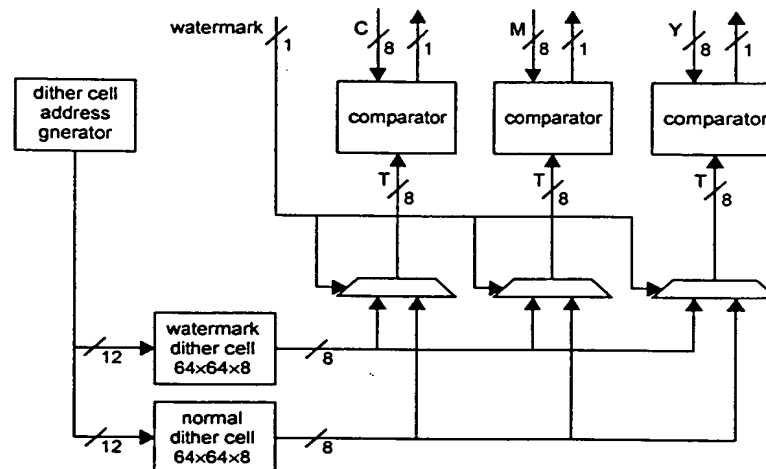 watermark
1
C
8
1
M
8
1
Y
8
1
dither cell
address
gnerator
comparator
comparator
comparator
T
8
T
8
T
8
12
watermark
dither cell
64×64×8
8
12
normal
dither cell
64×64×8
8